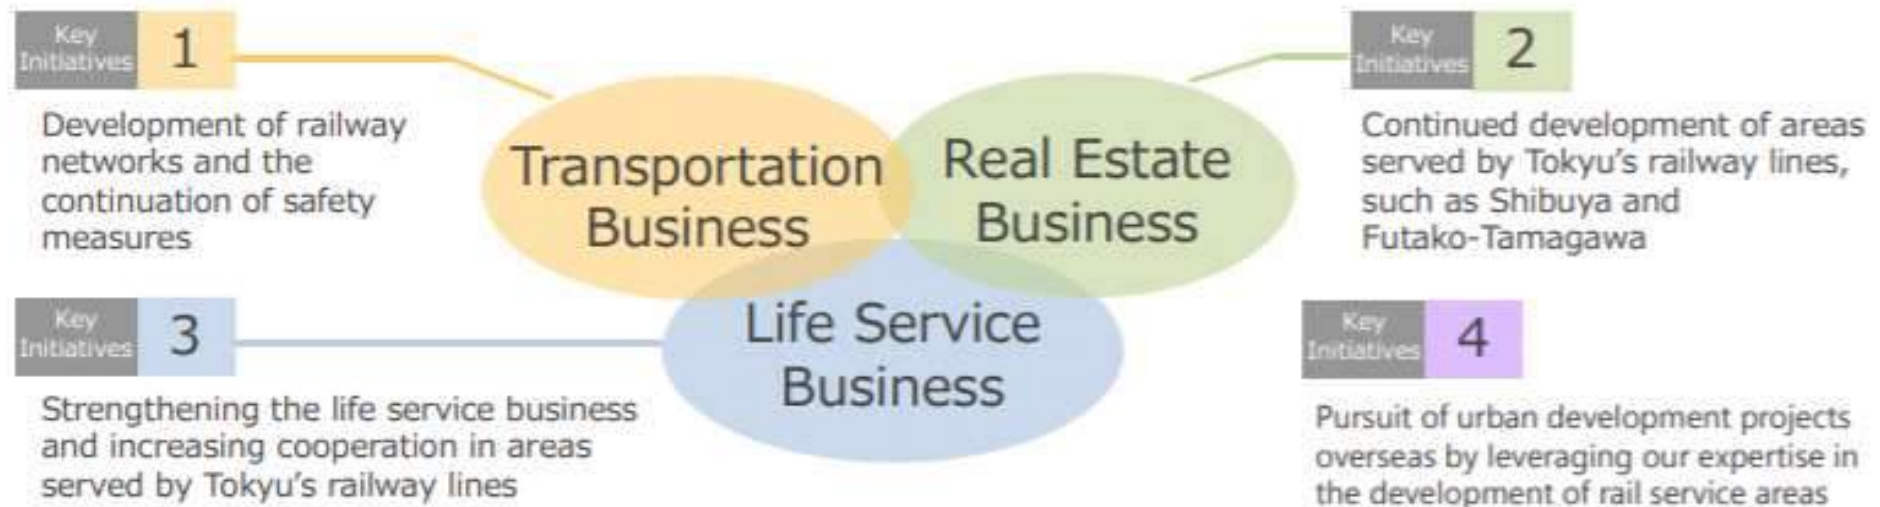 Key
Initiatives
1
Development of railway
networks and the
continuation of safety
measures
Transportation
Business
Real Estate
Business
Key
Initiatives
2
Continued development of areas
served by Tokyu's railway lines,
such as Shibuya and
Futako-Tamagawa
Key
Initiatives
3
Strengthening the life service business
and increasing cooperation in areas
served by Tokyu's railway lines
Life Service
Business
Key
Initiatives
4
Pursuit of urban development projects
overseas by leveraging our expertise in
the development of rail service areas